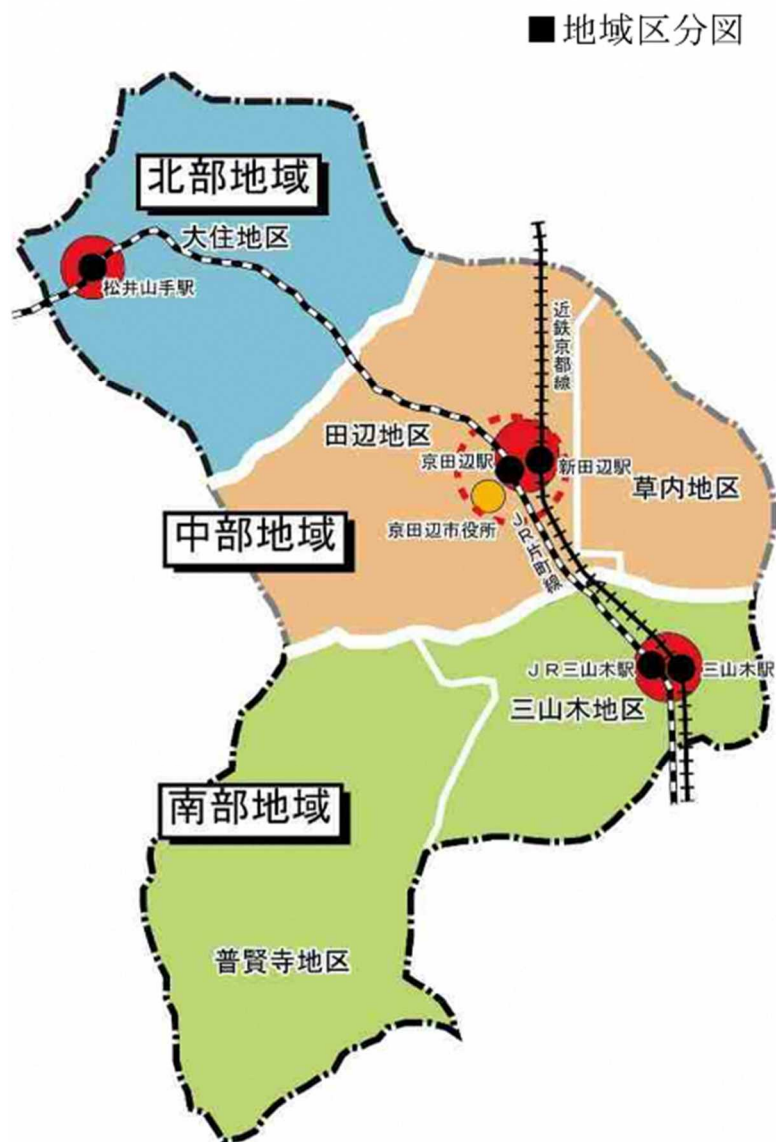 ■地域区分図
北部地域
大住地区
松井山手駅
近鉄京都線
田辺地区
京田辺駅
新田辺駅
草内地区
京田辺市役所
中部地域
JR片町線
JR三山木駅
三山木駅
三山木地区
南部地域
普賢寺地区